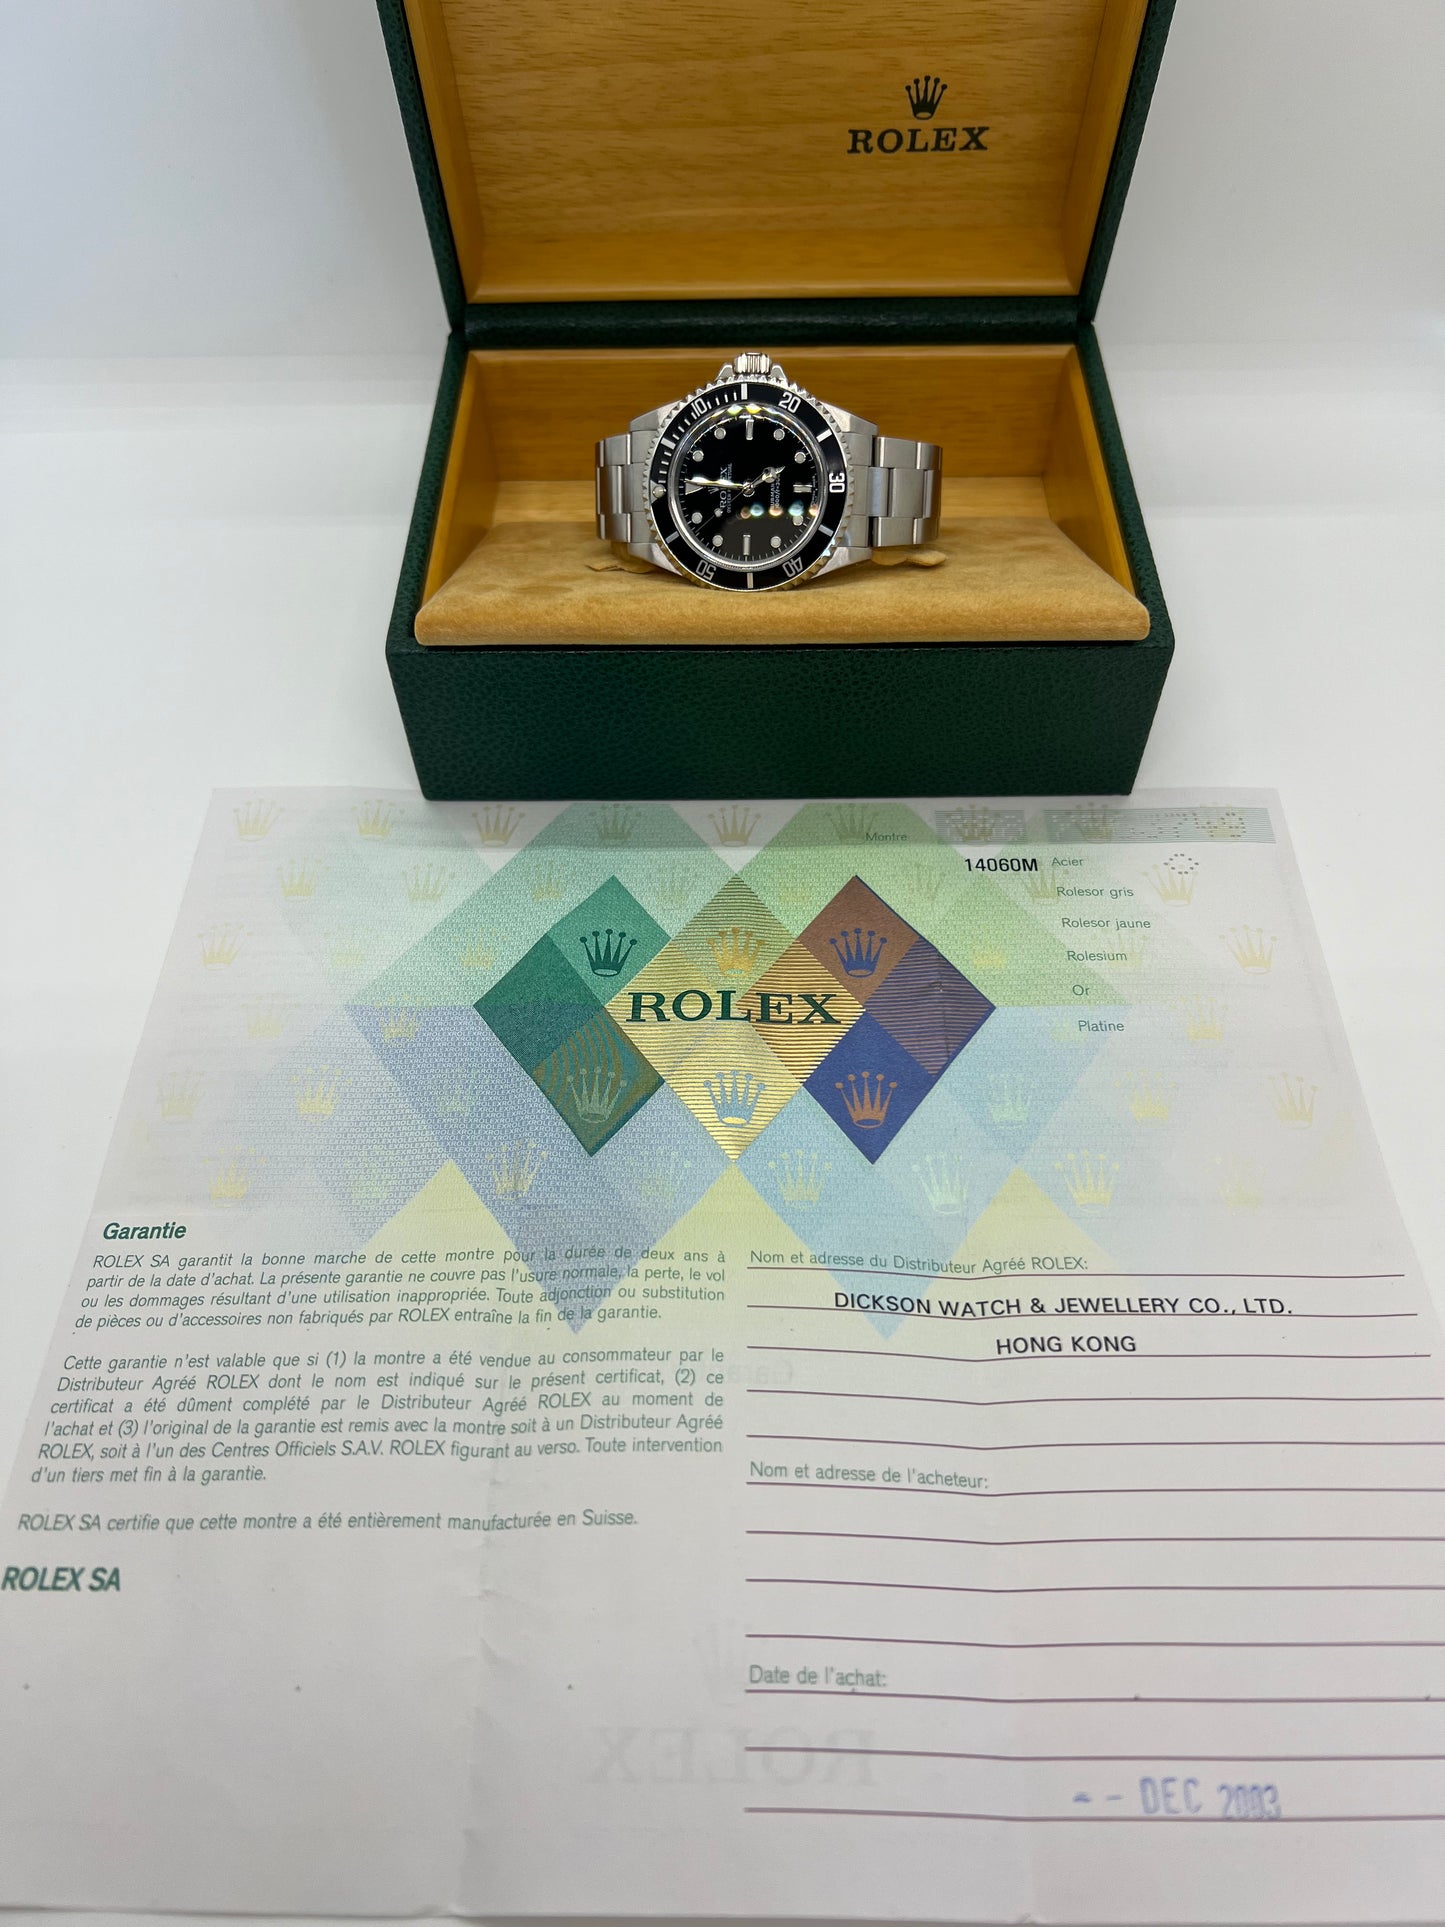 ROLEX
10
20
30
40
50
ROLEX
Montre
14060M Acier
Rolesor gris
Rolesor jaune
Rolesium
Or
Platine
ROLEX
Garantie
ROLEX SA garantit la bonne marche de cette montre pour la durée de deux ans à
partir de la date d'achat. La présente garantie ne couvre pas l'usure normale, la perte, le vol
ou les dommages résultant d'une utilisation inappropriée. Toute adjonction ou substitution
de pièces ou d'accessoires non fabriqués par ROLEX entraîne la fin de la garantie.
Cette garantie n'est valable que si (1) la montre a été vendue au consommateur par le
Distributeur Agréé ROLEX dont le nom est indiqué sur le présent certificat, (2) ce
certificat a été dûment complété par le Distributeur Agréé ROLEX au moment de
l'achat et (3) l'original de la garantie est remis avec la montre soit à un Distributeur Agréé
ROLEX, soit à l'un des Centres Officiels S.A.V. ROLEX figurant au verso. Toute intervention
d'un tiers met fin à la garantie.
ROLEX SA certifie que cette montre a été entièrement manufacturée en Suisse.
ROLEX SA
Nom et adresse du Distributeur Agréé ROLEX:
DICKSON WATCH & JEWELLERY CO., LTD.
HONG KONG
Nom et adresse de l'acheteur:
Date de l'achat:
- - DEC 2003